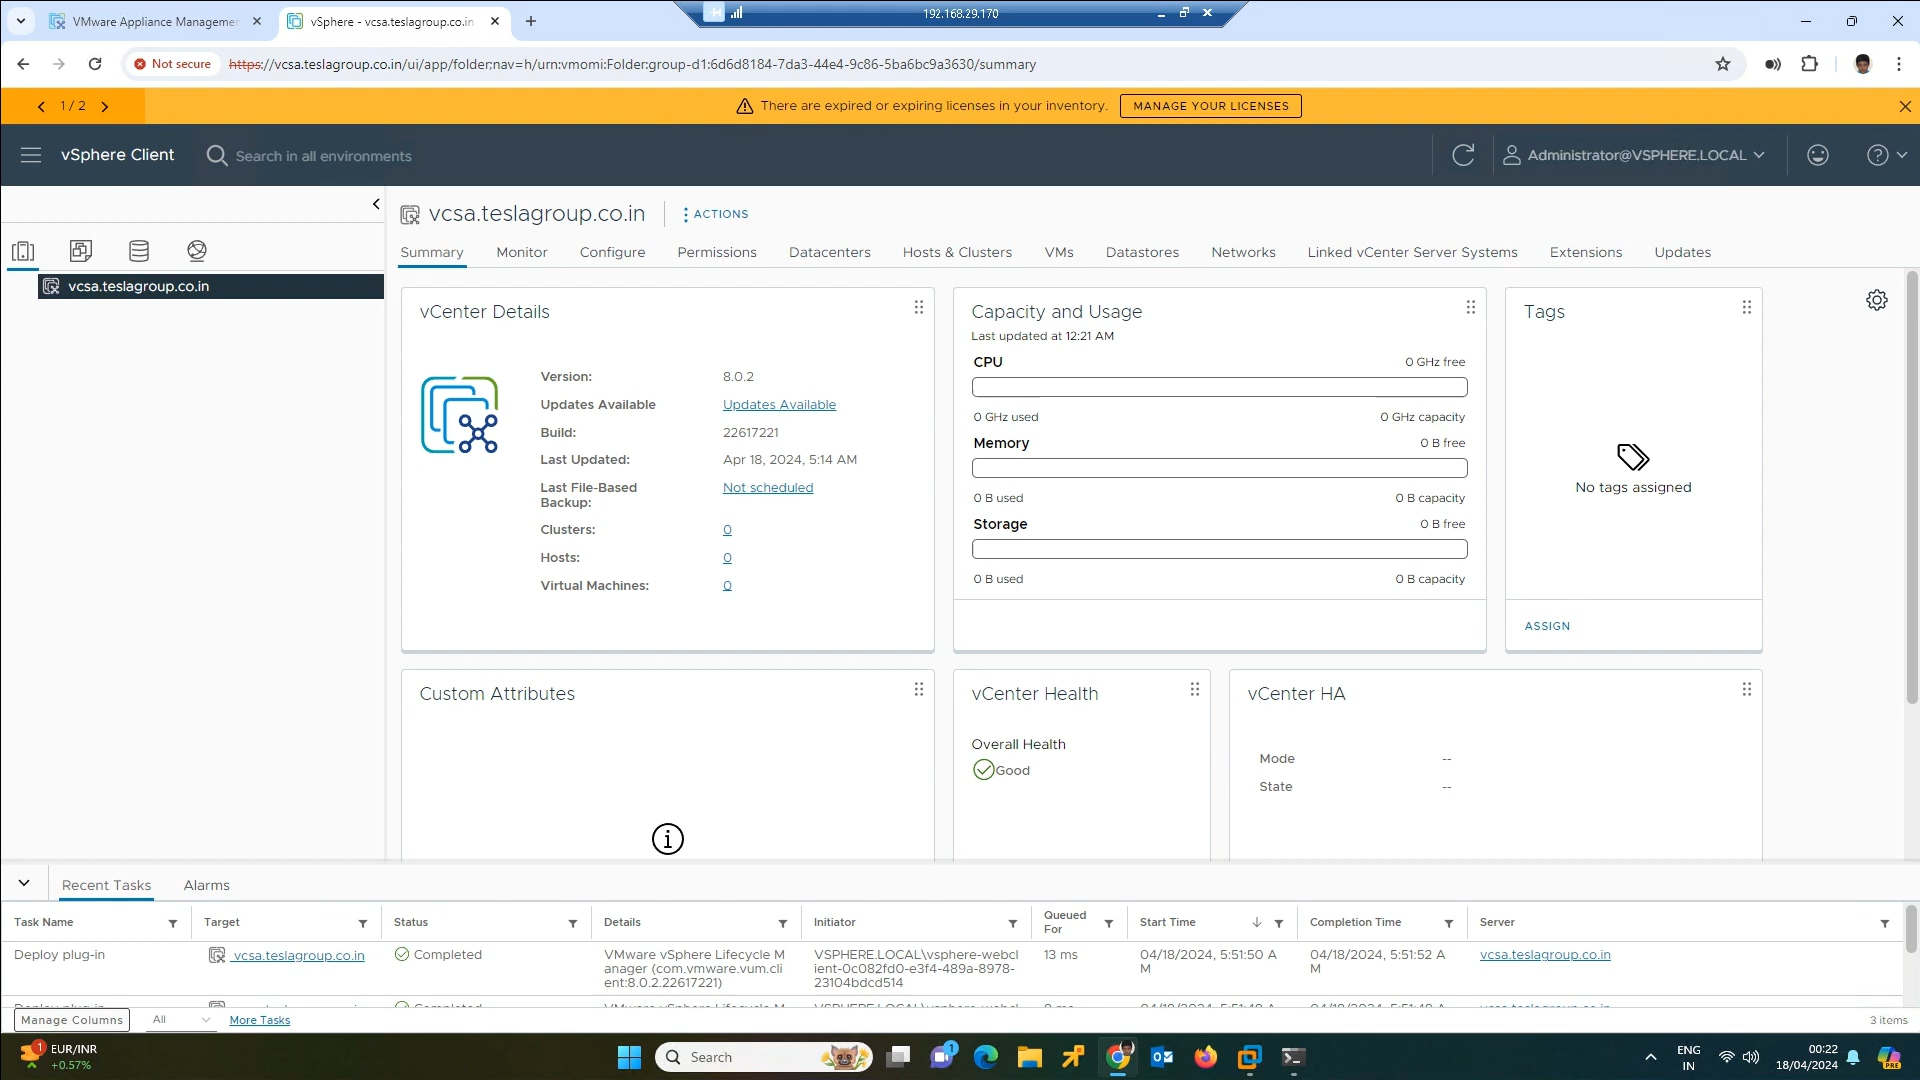 VMware Appliance Managemen
vSphere - vcsa.teslagroup.co.in
192.168.29.170
Not secure
https://vcsa.teslagroup.co.in/ui/app/folder;nav=h/urn:vmomi:Folder:group-d1:6d6d8184-7da3-44e4-9c86-5ba6bc9a3630/summary
1 / 2
There are expired or expiring licenses in your inventory.
MANAGE YOUR LICENSES
vSphere Client
Search in all environments
Administrator@VSPHERE.LOCAL
vcsa.teslagroup.co.in
ACTIONS
Summary
Monitor
Configure
Permissions
Datacenters
Hosts & Clusters
VMs
Datastores
Networks
Linked vCenter Server Systems
Extensions
Updates
vcsa.teslagroup.co.in
vCenter Details
Version: 8.0.2
Updates Available Updates Available
Build: 22617221
Last Updated: Apr 18, 2024, 5:14 AM
Last File-Based Not scheduled
Backup:
Clusters: 0
Hosts: 0
Virtual Machines: 0
Capacity and Usage
Last updated at 12:21 AM
CPU 0 GHz free
0 GHz used 0 GHz capacity
Memory 0 B free
0 B used 0 B capacity
Storage 0 B free
0 B used 0 B capacity
Tags
No tags assigned
ASSIGN
Custom Attributes
vCenter Health
Overall Health
Good
vCenter HA
Mode --
State --
Recent Tasks
Alarms
Task Name
Target
Status
Details
Initiator
Queued
For
Start Time
Completion Time
Server
Deploy plug-in
vcsa.teslagroup.co.in
Completed
VMware vSphere Lifecycle M
anager (com.vmware.vum.cli
ent:8.0.2.22617221)
VSPHERE.LOCAL\vsphere-webcl
ient-0c082fd0-e3f4-489a-8978-
23104bdcd514
13 ms
04/18/2024, 5:51:50 A
M
04/18/2024, 5:51:52 A
M
vcsa.teslagroup.co.in
Manage Columns
All
More Tasks
3 items
1
EUR/INR
+0.57%
Search
1
ENG
IN
00:22
18/04/2024
PRE